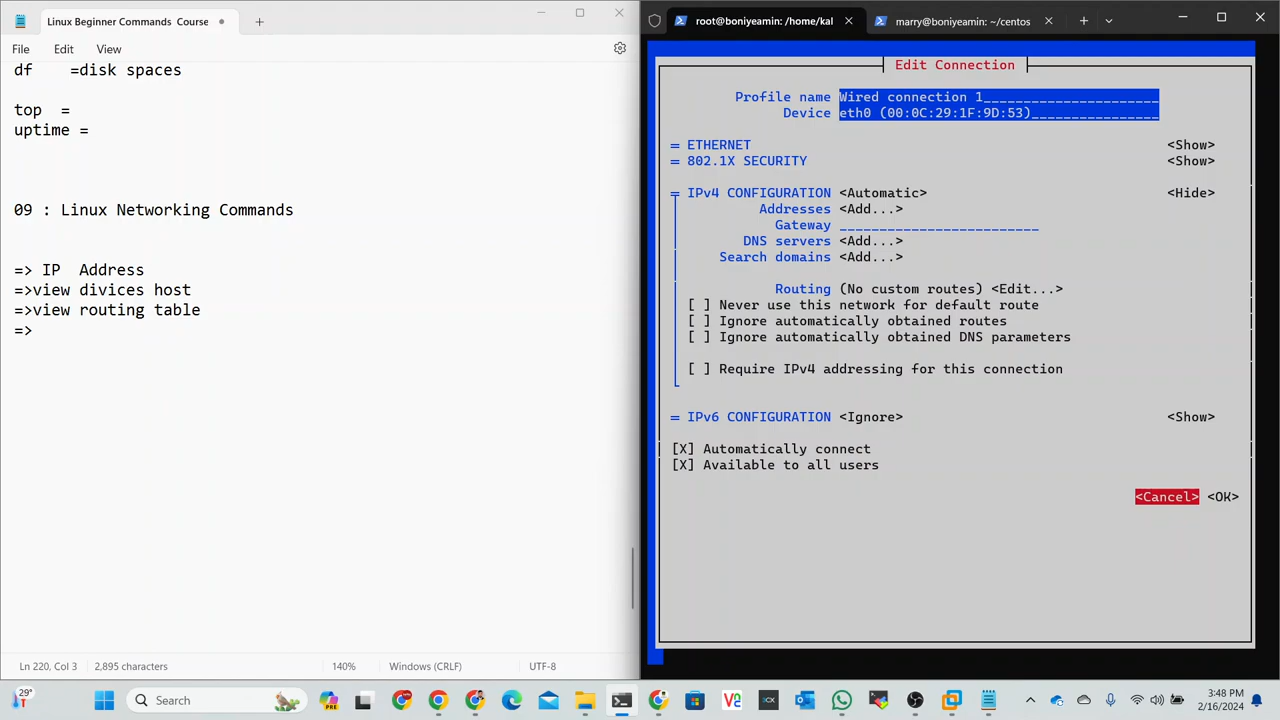 Linux Beginner Commands Course
File Edit View
df =disk spaces
top =
uptime =
09 : Linux Networking Commands
=> IP Address
=>view divices host
=>view routing table
=>
Ln 220, Col 3 2,895 characters 140% Windows (CRLF) UTF-8
root@boniyeamin: /home/kal
marry@boniyeamin: ~/centos
Edit Connection
Profile name Wired connection 1
Device eth0 (00:0C:29:1F:9D:53)
= ETHERNET <Show>
= 802.1X SECURITY <Show>
IPv4 CONFIGURATION <Automatic> <Hide>
Addresses <Add...>
Gateway
DNS servers <Add...>
Search domains <Add...>
Routing (No custom routes) <Edit...>
[ ] Never use this network for default route
[ ] Ignore automatically obtained routes
[ ] Ignore automatically obtained DNS parameters
[ ] Require IPv4 addressing for this connection
= IPv6 CONFIGURATION <Ignore> <Show>
[X] Automatically connect
[X] Available to all users
<Cancel> <OK>
29°
Search
3:48 PM
2/16/2024